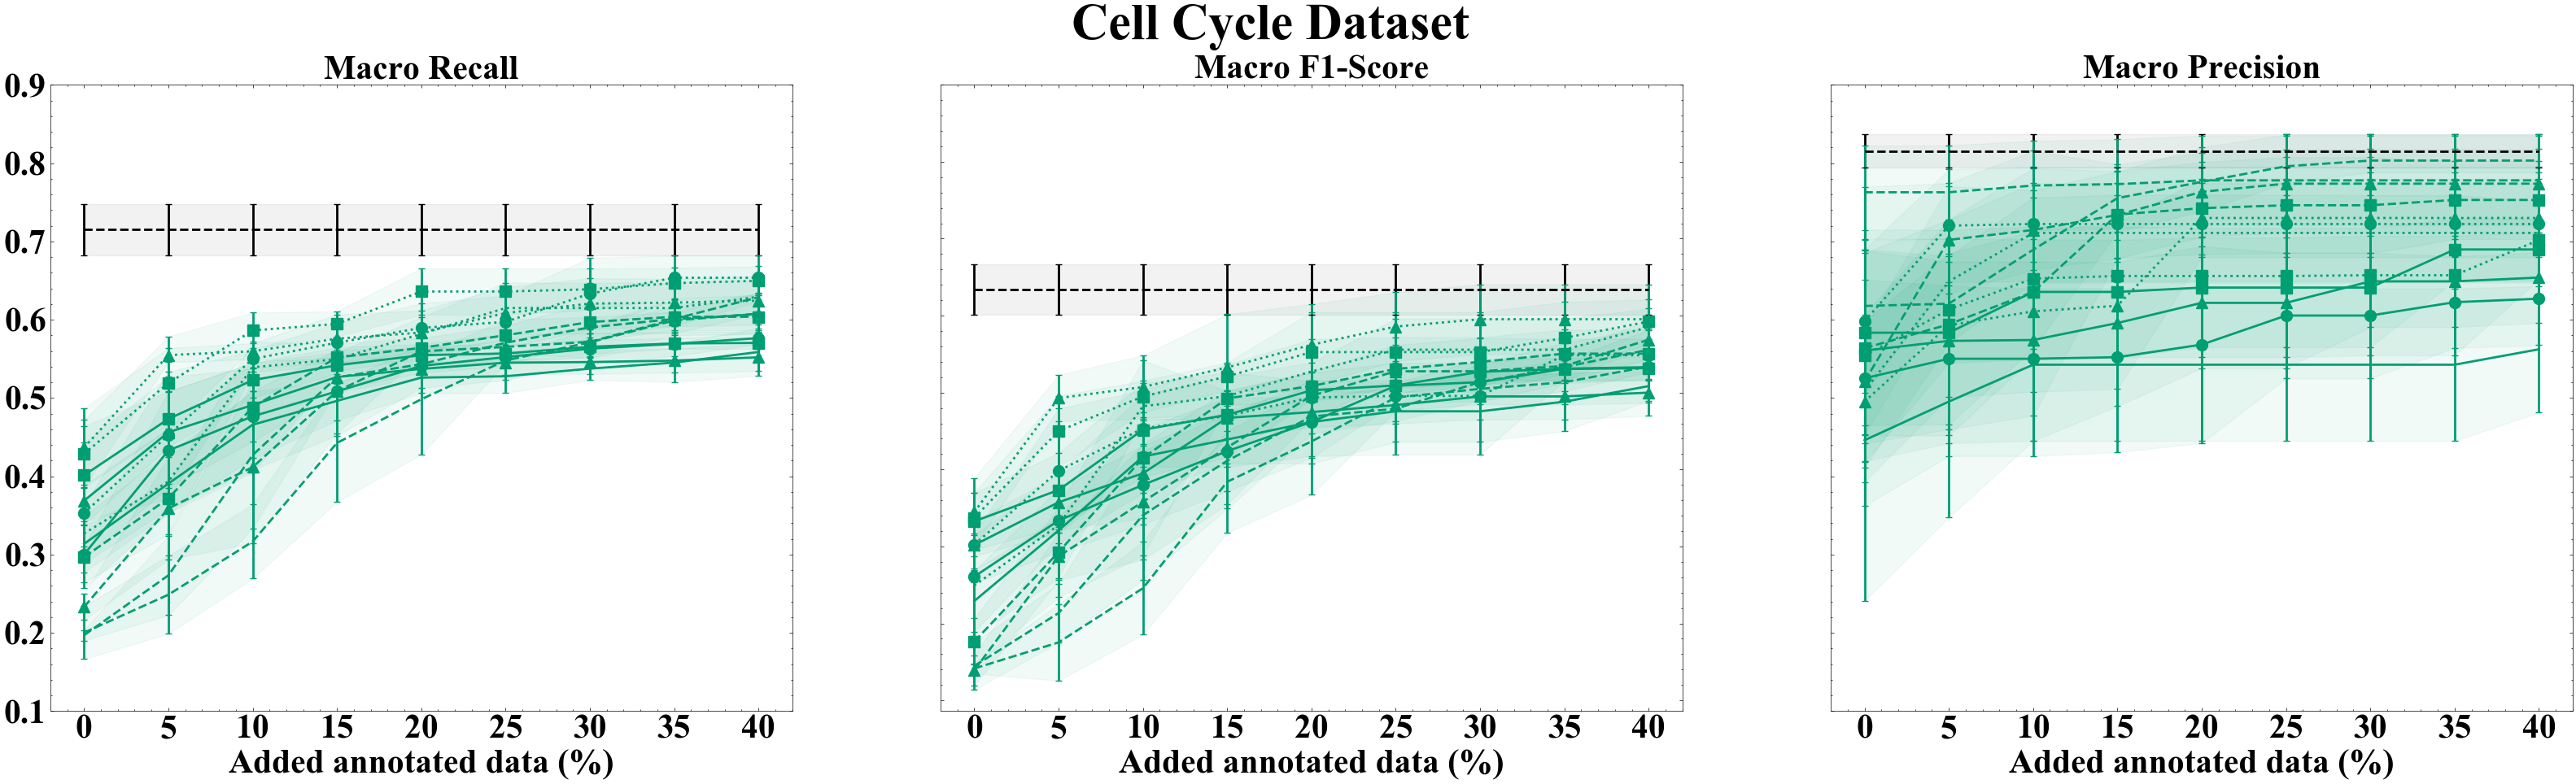 Cell Cycle Dataset
Macro Recall
0.9
0.8
0.7
0.6
0.5
0.4
0.3
0.2
0.1
0 5 10 15 20 25 30 35 40
Added annotated data (%)
Macro F1-Score
0 5 10 15 20 25 30 35 40
Added annotated data (%)
Macro Precision
0 5 10 15 20 25 30 35 40
Added annotated data (%)